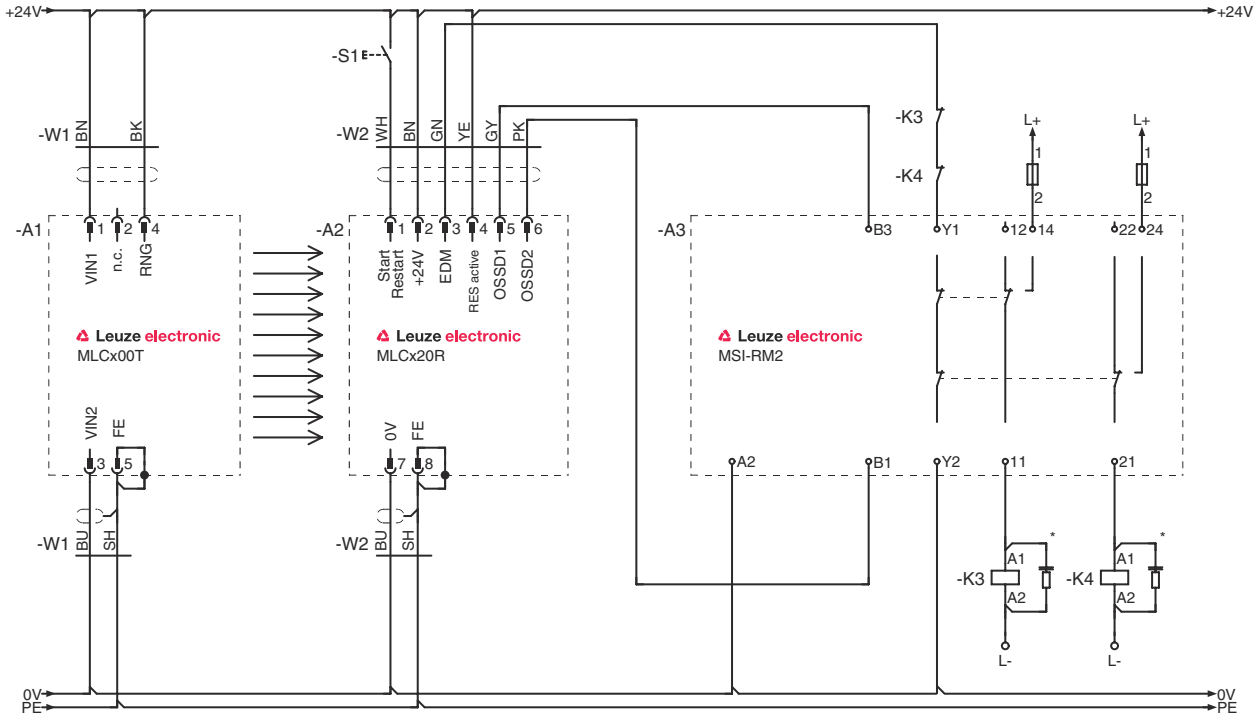 +24V +24V
-S1 E
-W1 BN BK -W2 WH BN GN YE GY PK
-K3
L+ L+
1 1
-K4
2 2
-A1 1 2 4 -A2 1 2 3 4 5 6 -A3 B3 Y1 12 14 22 24
VIN1 n.c. RNG Start Restart +24V EDM RES active OSSD1 OSSD2
Leuze electronic Leuze electronic Leuze electronic
MLCx00T MLCx20R MSI-RM2
VIN2 FE 0V FE
3 5 7 8 A2 B1 Y2 11 21
-W1 BU SH -W2 BU SH
* *
A1 A1
-K3 -K4
A2 A2
L- L-
0V 0V
PE PE